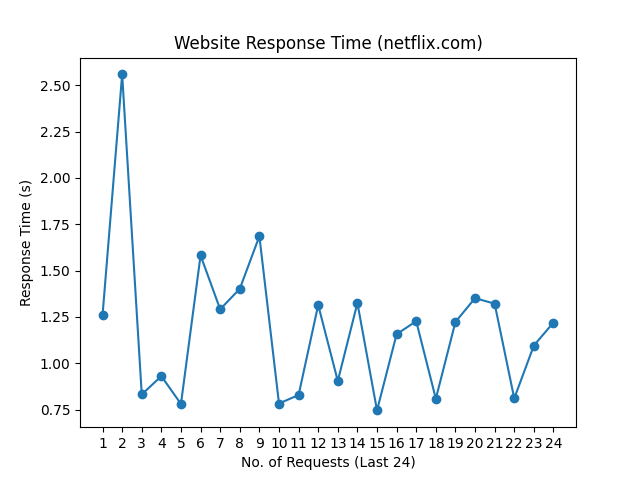 Website Response Time (netflix.com)
2.50
2.25
2.00
1.75
1.50
1.25
1.00
0.75
Response Time (s)
1 2 3 4 5 6 7 8 9 10 11 12 13 14 15 16 17 18 19 20 21 22 23 24
No. of Requests (Last 24)